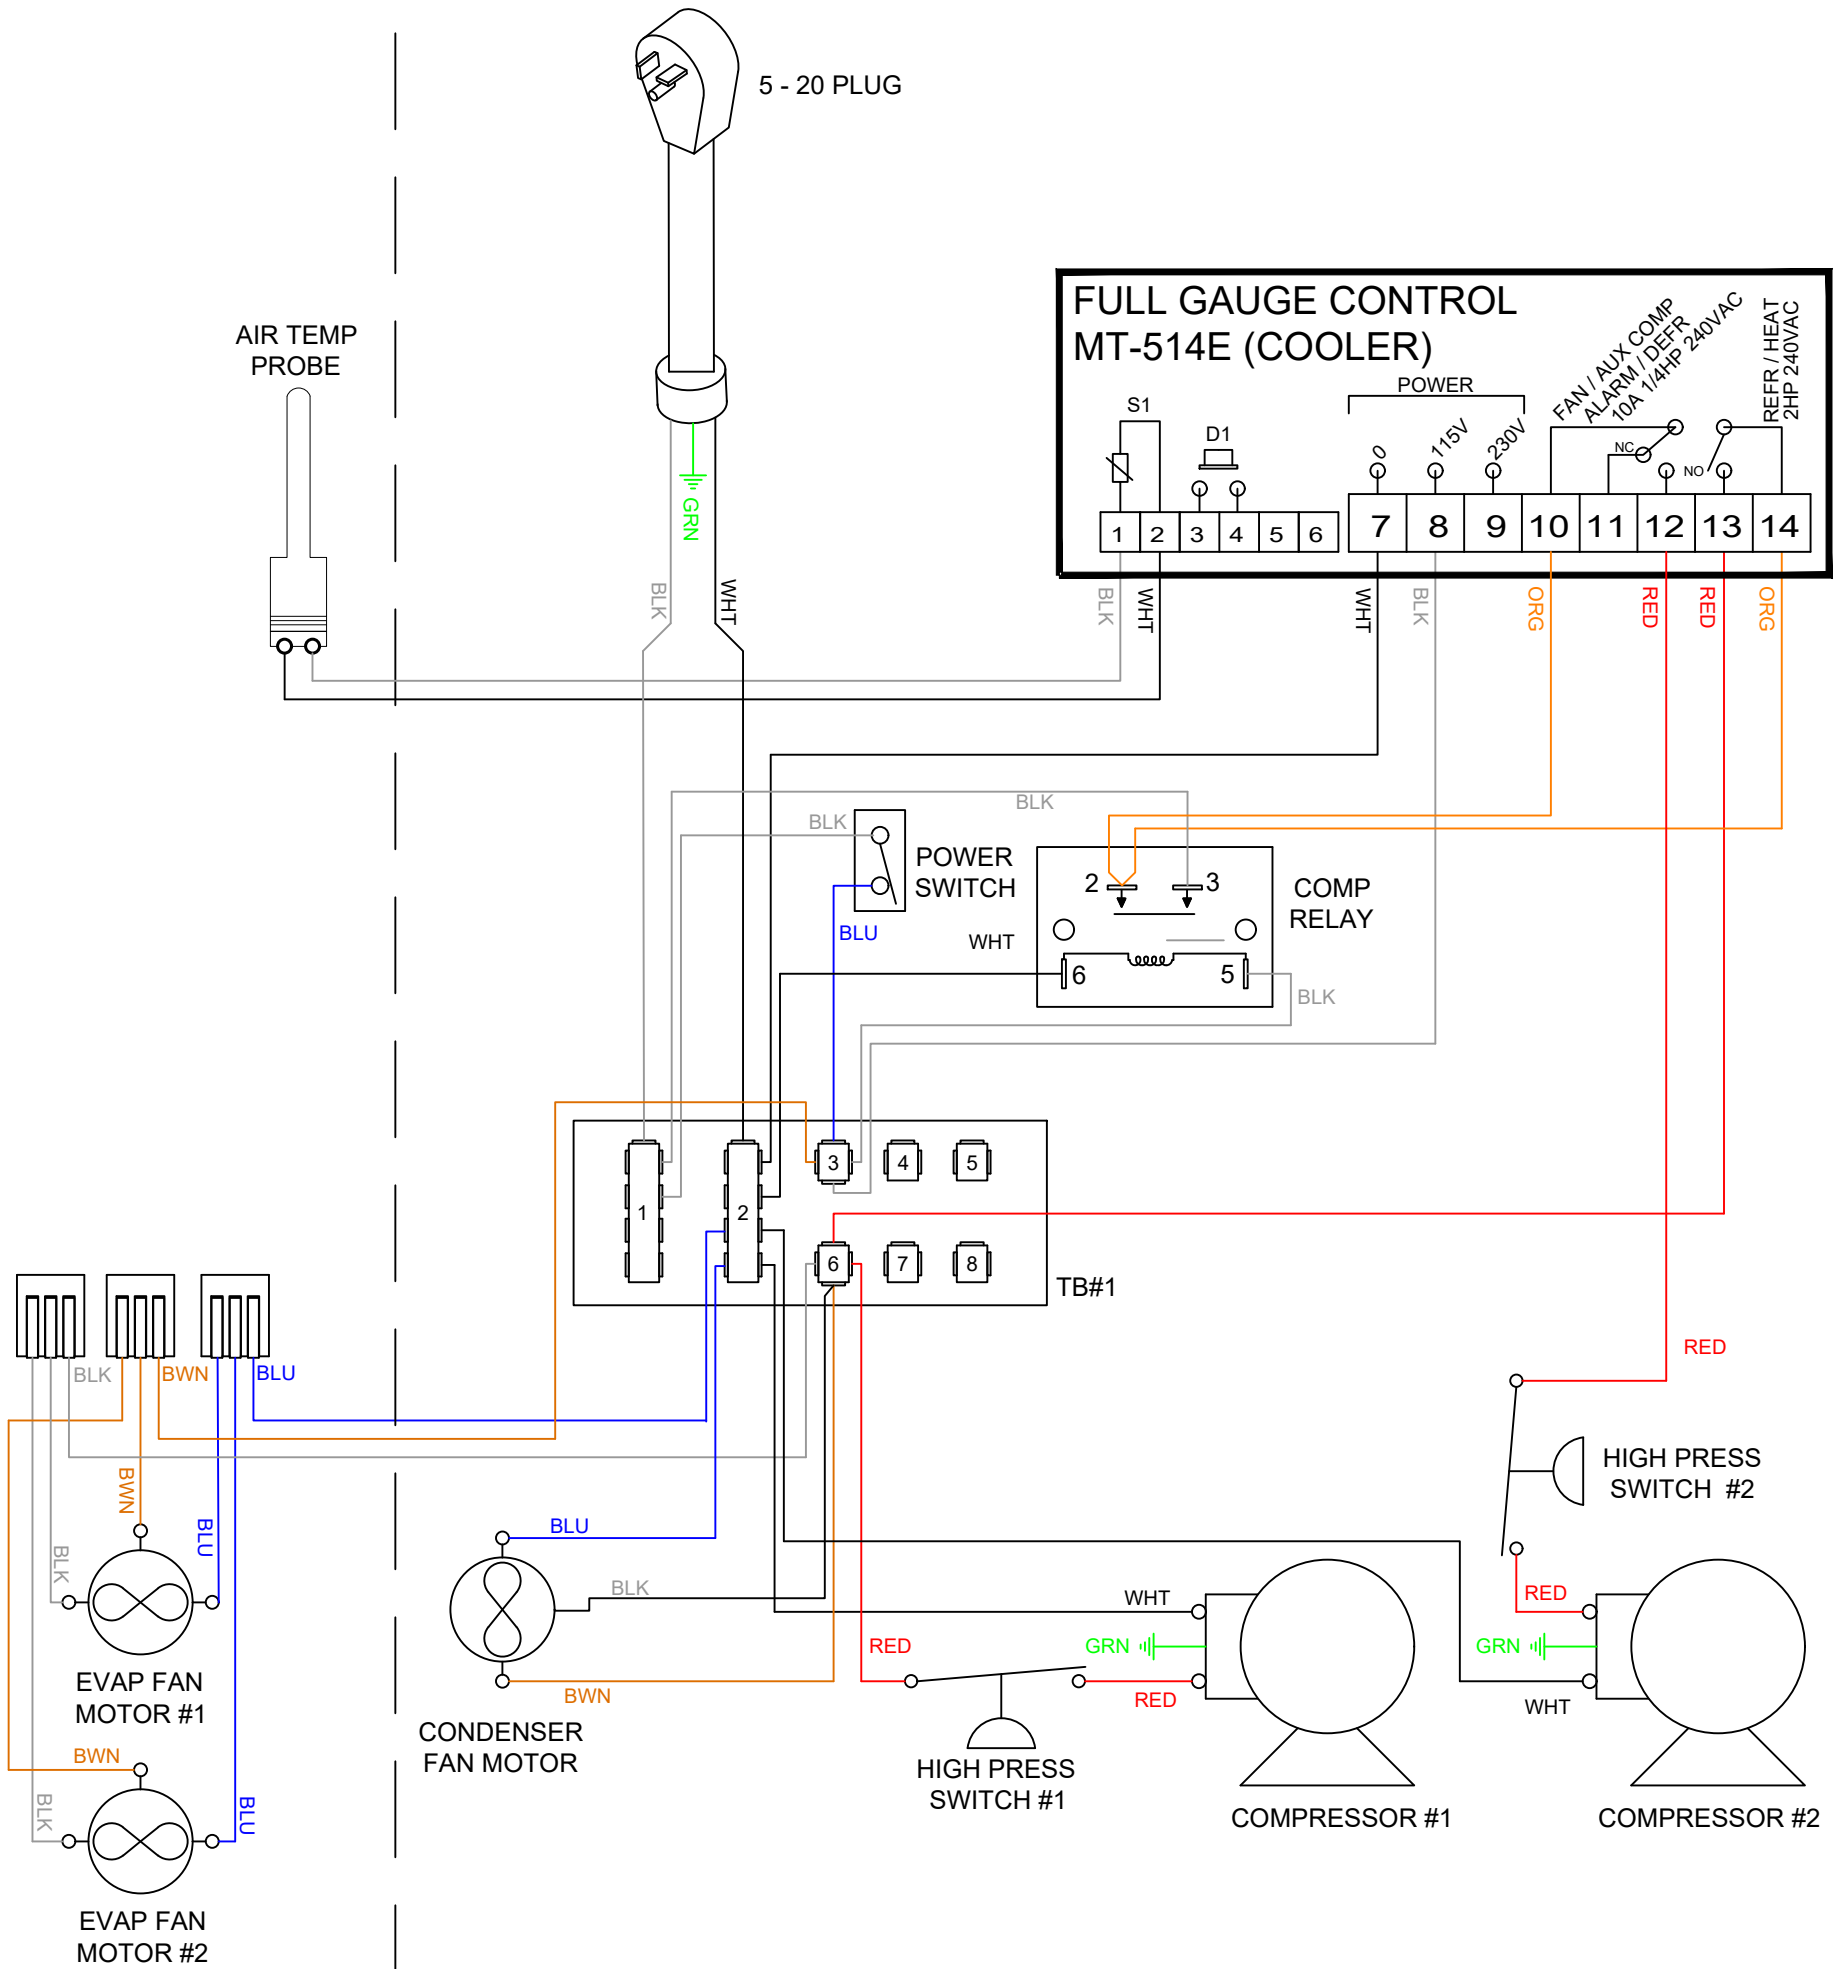 5 - 20 PLUG
AIR TEMP
PROBE
FULL GAUGE CONTROL
MT-514E (COOLER)
FAN / AUX COMP
ALARM / DEFR
10A 1/4HP 240VAC
REFR / HEAT
2HP 240VAC
POWER
S1
D1
0
115V
230V
NC
NO
1 2 3 4 5 6 7 8 9 10 11 12 13 14
GRN
BLK
WHT
BLK
WHT
WHT
BLK
ORG
RED
RED
ORG
BLK
BLK
POWER
SWITCH
BLU
2
3
COMP
RELAY
WHT
6
5
BLK
1
2
3
4
5
6
7
8
TB#1
BLK
BWN
BLU
RED
BWN
BLU
BLK
HIGH PRESS
SWITCH #2
BLU
BLK
WHT
RED
RED
GRN
GRN
EVAP FAN
MOTOR #1
BWN
RED
WHT
CONDENSER
FAN MOTOR
BWN
HIGH PRESS
SWITCH #1
BLK
BLU
COMPRESSOR #1
COMPRESSOR #2
EVAP FAN
MOTOR #2